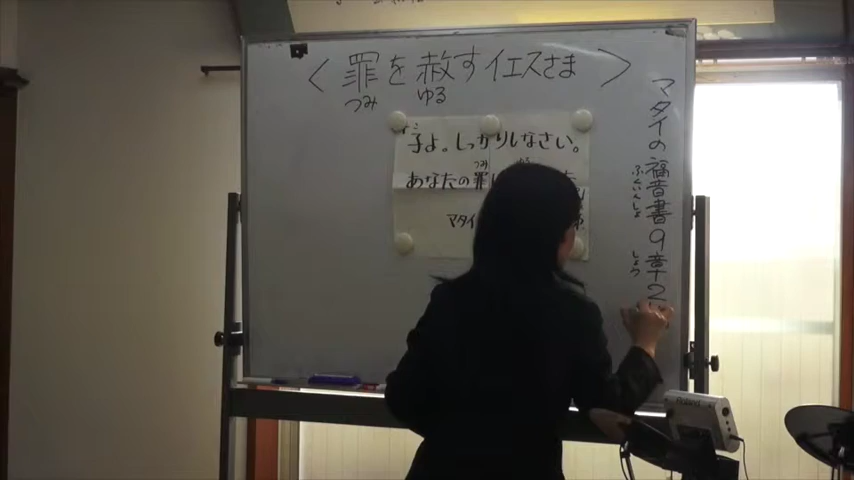 <罪を赦すイエスさま>
つみ ゆる
マタイの福音書9章2
ふくいんしょ しょう
子よ。しっかりしなさい。
つみ
あなたの罪
マタイ
Roland